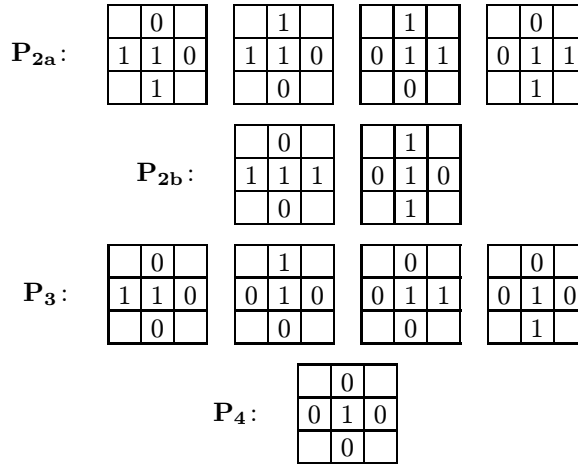 0 1 1 0
P2a: 1 1 0 1 1 0 0 1 1 0 1 1
1 0 0 1
0 1
P2b: 1 1 1 0 1 0
0 1
0 1 0 0
P3: 1 1 0 0 1 0 0 1 1 0 1 0
0 0 0 1
0
P4: 0 1 0
0